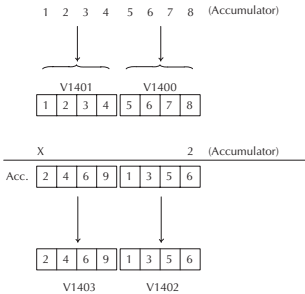 1 2 3 4 5 6 7 8 (Accumulator)
V1401 V1400
1 2 3 4 5 6 7 8
X 2 (Accumulator)
Acc. 2 4 6 9 1 3 5 6
2 4 6 9 1 3 5 6
V1403 V1402